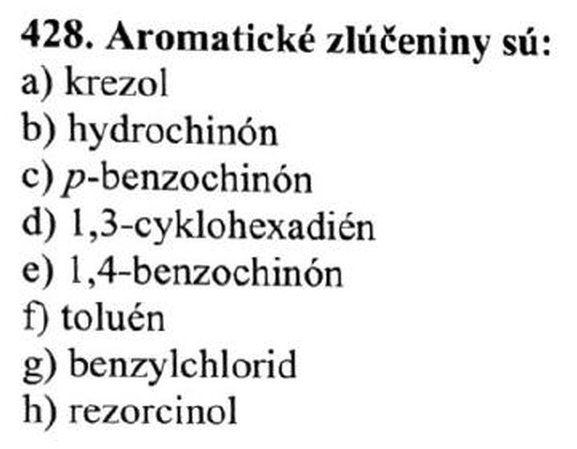 428. Aromatické zlúčeniny sú:
a) krezol
b) hydrochinón
c) p-benzochinón
d) 1,3-cyklohexadién
e) 1,4-benzochinón
f) toluén
g) benzylchlorid
h) rezorcinol